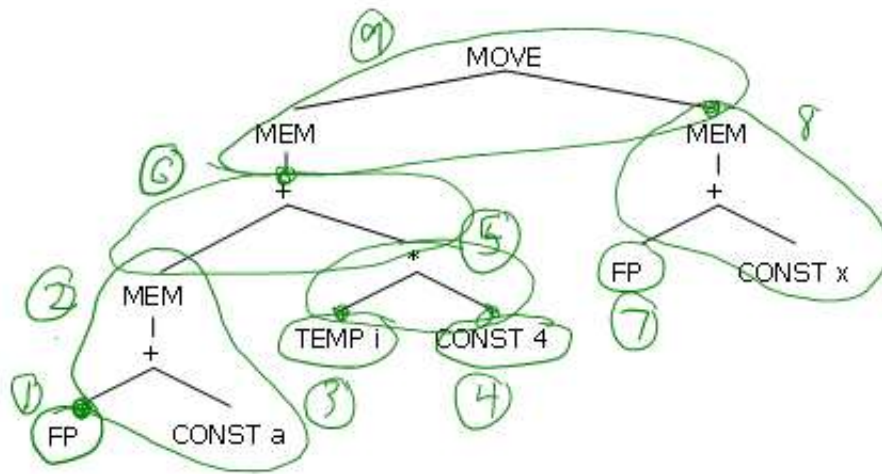 9
MOVE
MEM MEM 8
6
+ +
5
* FP CONST x
2 MEM 7
TEMP i CONST 4
+ 3 4
1
FP CONST a